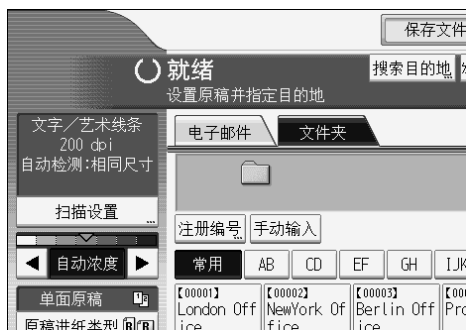 保存文件
就绪
搜索目的地
设置原稿并指定目的地
文字／艺术线条
200 dpi
自动检测:相同尺寸
扫描设置
自动浓度
单面原稿
原稿进纸类型
电子邮件
文件夹
注册编号
手动输入
常用
AB
CD
EF
GH
IJK
【00001】
London Off
ice
【00002】
NewYork Of
fice
【00003】
Berlin Off
ice